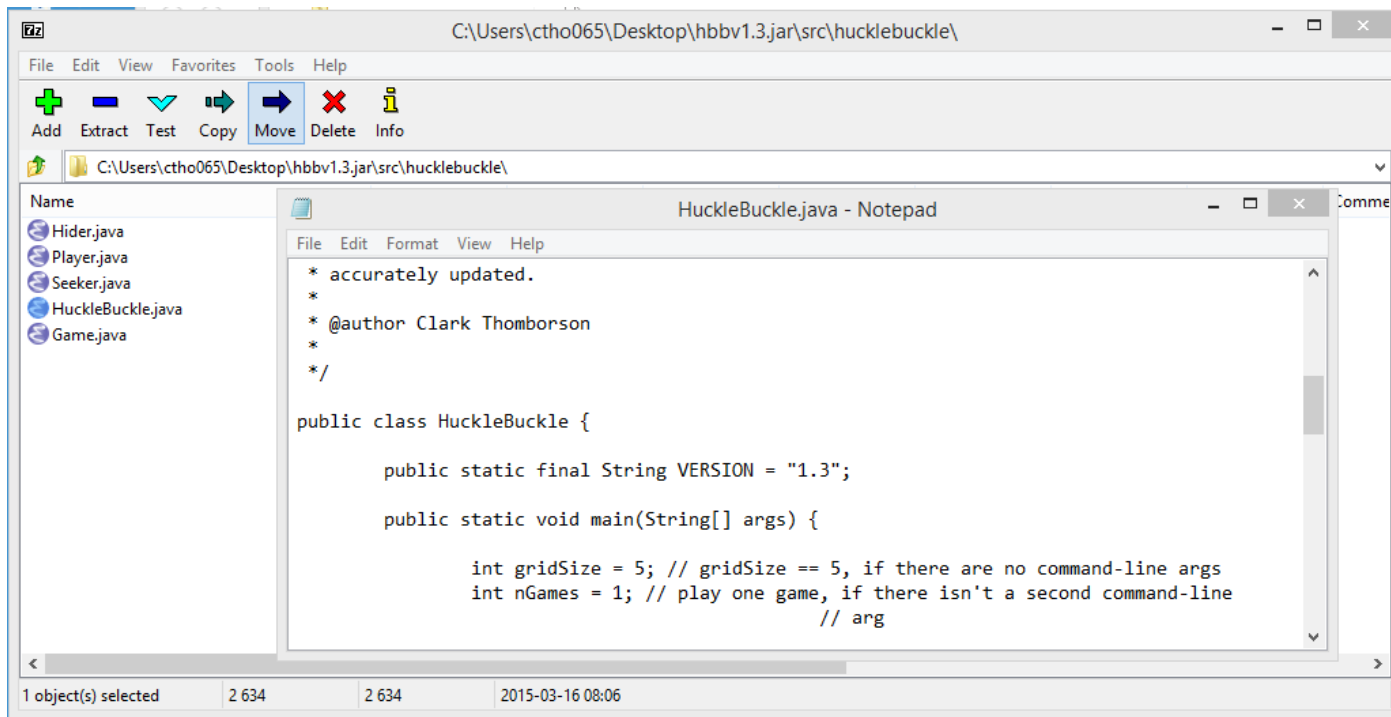 7z
C:\Users\ctho065\Desktop\hbbv1.3.jar\src\hucklebuckle\
File Edit View Favorites Tools Help
Add Extract Test Copy Move Delete Info
C:\Users\ctho065\Desktop\hbbv1.3.jar\src\hucklebuckle\
Name
Comme
Hider.java
Player.java
Seeker.java
HuckleBuckle.java
Game.java
HuckleBuckle.java - Notepad
File Edit Format View Help
* accurately updated.
*
* @author Clark Thomborson
*
*/
public class HuckleBuckle {
public static final String VERSION = "1.3";
public static void main(String[] args) {
int gridSize = 5; // gridSize == 5, if there are no command-line args
int nGames = 1; // play one game, if there isn't a second command-line
// arg
1 object(s) selected 2 634 2 634 2015-03-16 08:06